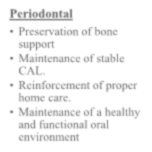 Periodontal
• Preservation of bone
support
• Maintenance of stable
CAL.
• Reinforcement of proper
home care.
• Maintenance of a healthy
and functional oral
environment